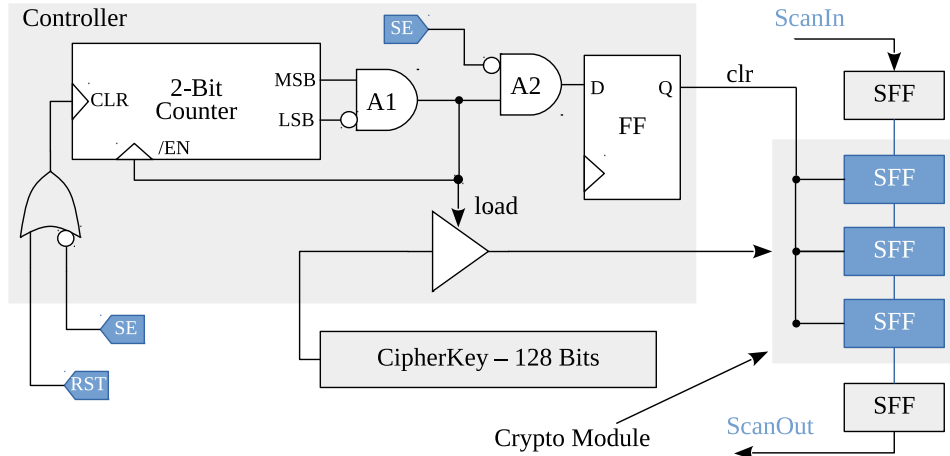 Controller
ScanIn
SE
2-Bit
Counter
MSB
LSB
CLR
/EN
A1
A2
D
Q
FF
clr
SFF
SFF
SFF
SFF
SFF
load
SE
RST
CipherKey – 128 Bits
Crypto Module
ScanOut